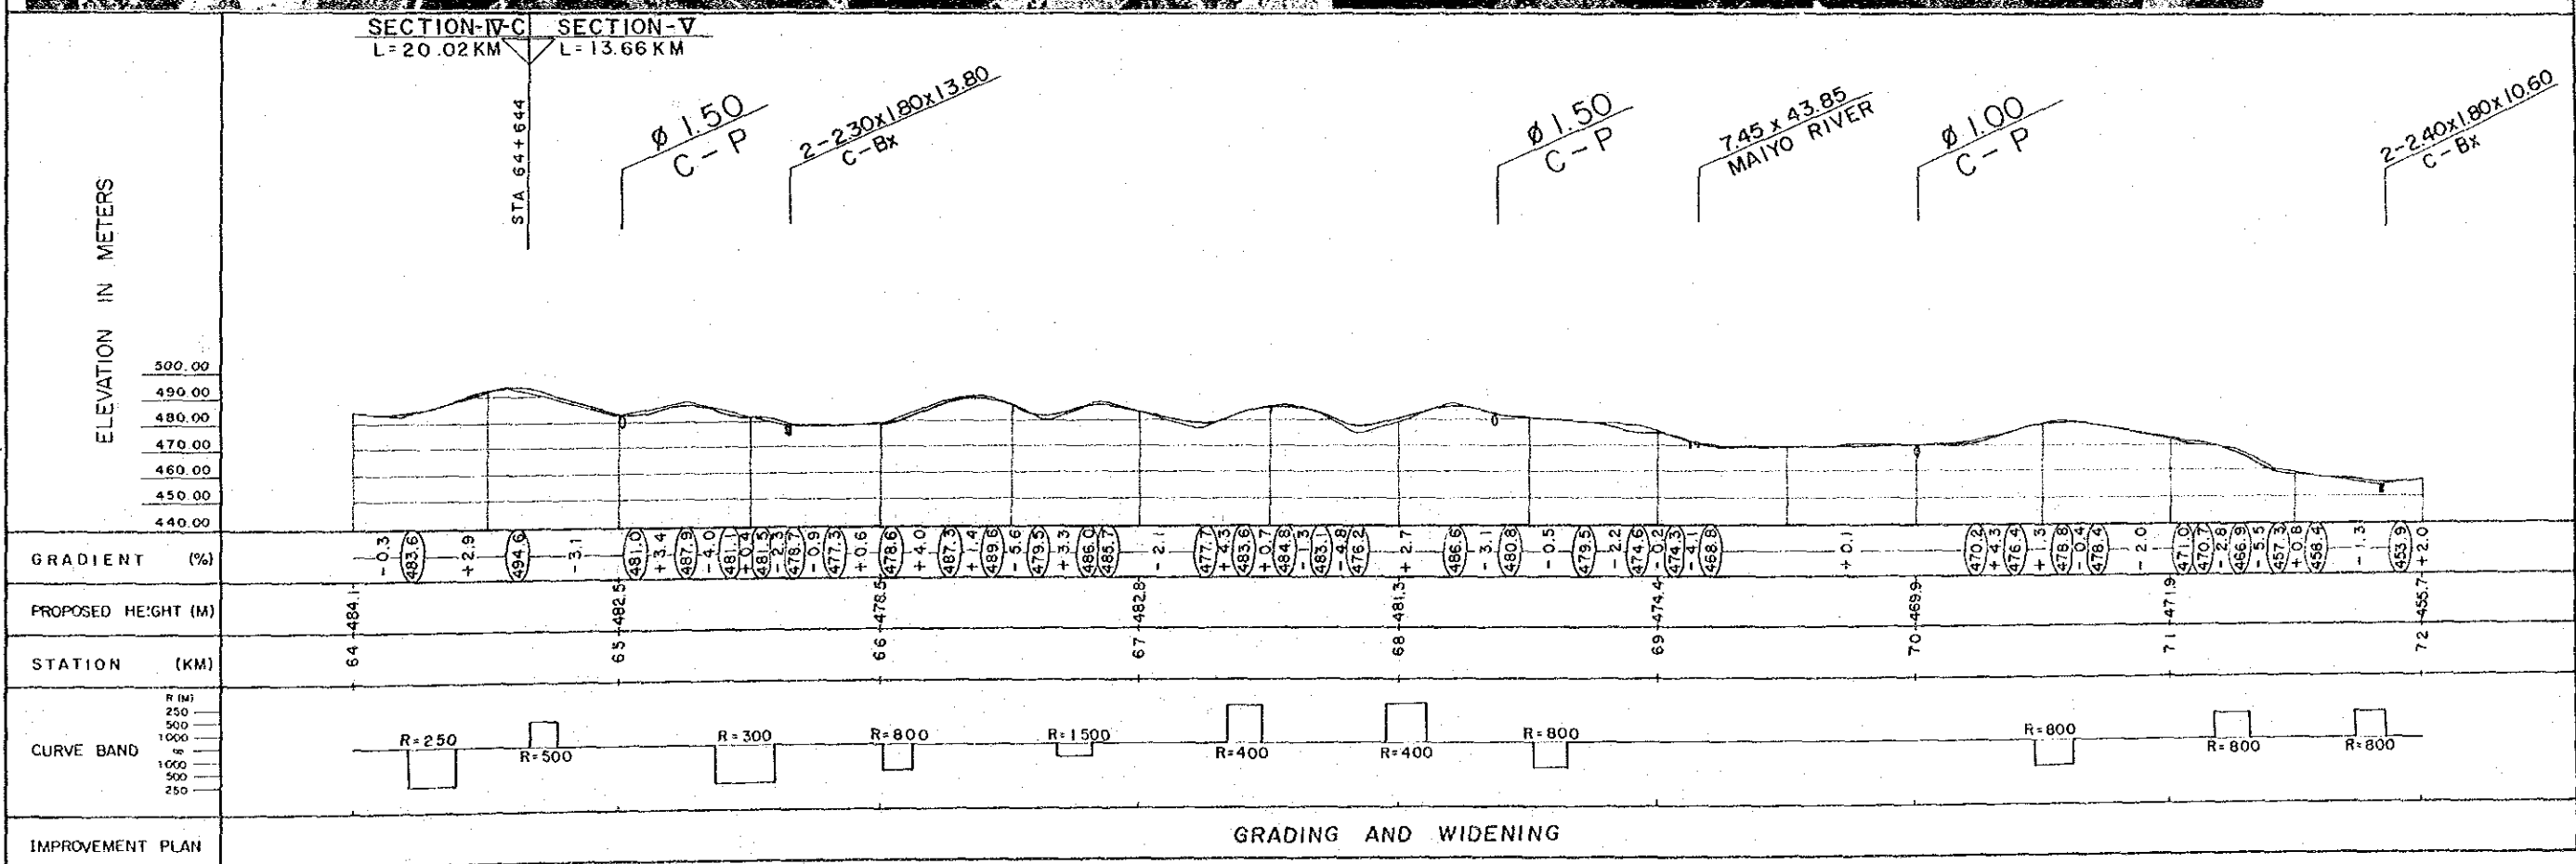 SECTION-IV-C SECTION-V
L=20.02KM L=13.66KM
STA 64+644
Ø 1.50
C-P
2-2.30x1.80x13.80
C-Bx
Ø 1.50
C-P
7.45 x 43.85
MAIYO RIVER
Ø 1.00
C-P
2-2.40x1.80x10.60
C-Bx
ELEVATION IN METERS
500.00
490.00
480.00
470.00
460.00
450.00
440.00
GRADIENT (%)
-0.3 483.6 +2.9 494.6 -3.1 481.0 +3.4 487.9 -4.0 481.1 +0.4 481.5 -2.3 478.7 -0.9 477.3 +0.6 478.6 +4.0 487.3 +1.4 489.6 -5.6 479.5 +3.3 486.0 485.7 -2.1 477.7 +4.3 483.6 +0.7 484.8 -1.3 483.1 -4.8 476.2 +2.7 486.6 -3.1 480.8 -0.5 479.5 -2.2 474.6 -0.2 474.3 -4.1 468.8 +0.1 470.2 +4.3 476.4 +1.3 478.8 -0.4 478.4 -2.0 471.0 470.7 -2.8 466.9 -5.5 457.3 +0.8 458.4 -1.3 453.9 +2.0
PROPOSED HEIGHT (M)
484.1 482.5 478.5 482.8 481.3 474.4 469.9 471.9 455.7
STATION (KM)
64 65 66 67 68 69 70 71 72
CURVE BAND
R (M)
250
500
1000
∞
1000
500
250
R=250 R=500 R=300 R=800 R=1500 R=400 R=400 R=800 R=800 R=800 R=800
IMPROVEMENT PLAN
GRADING AND WIDENING